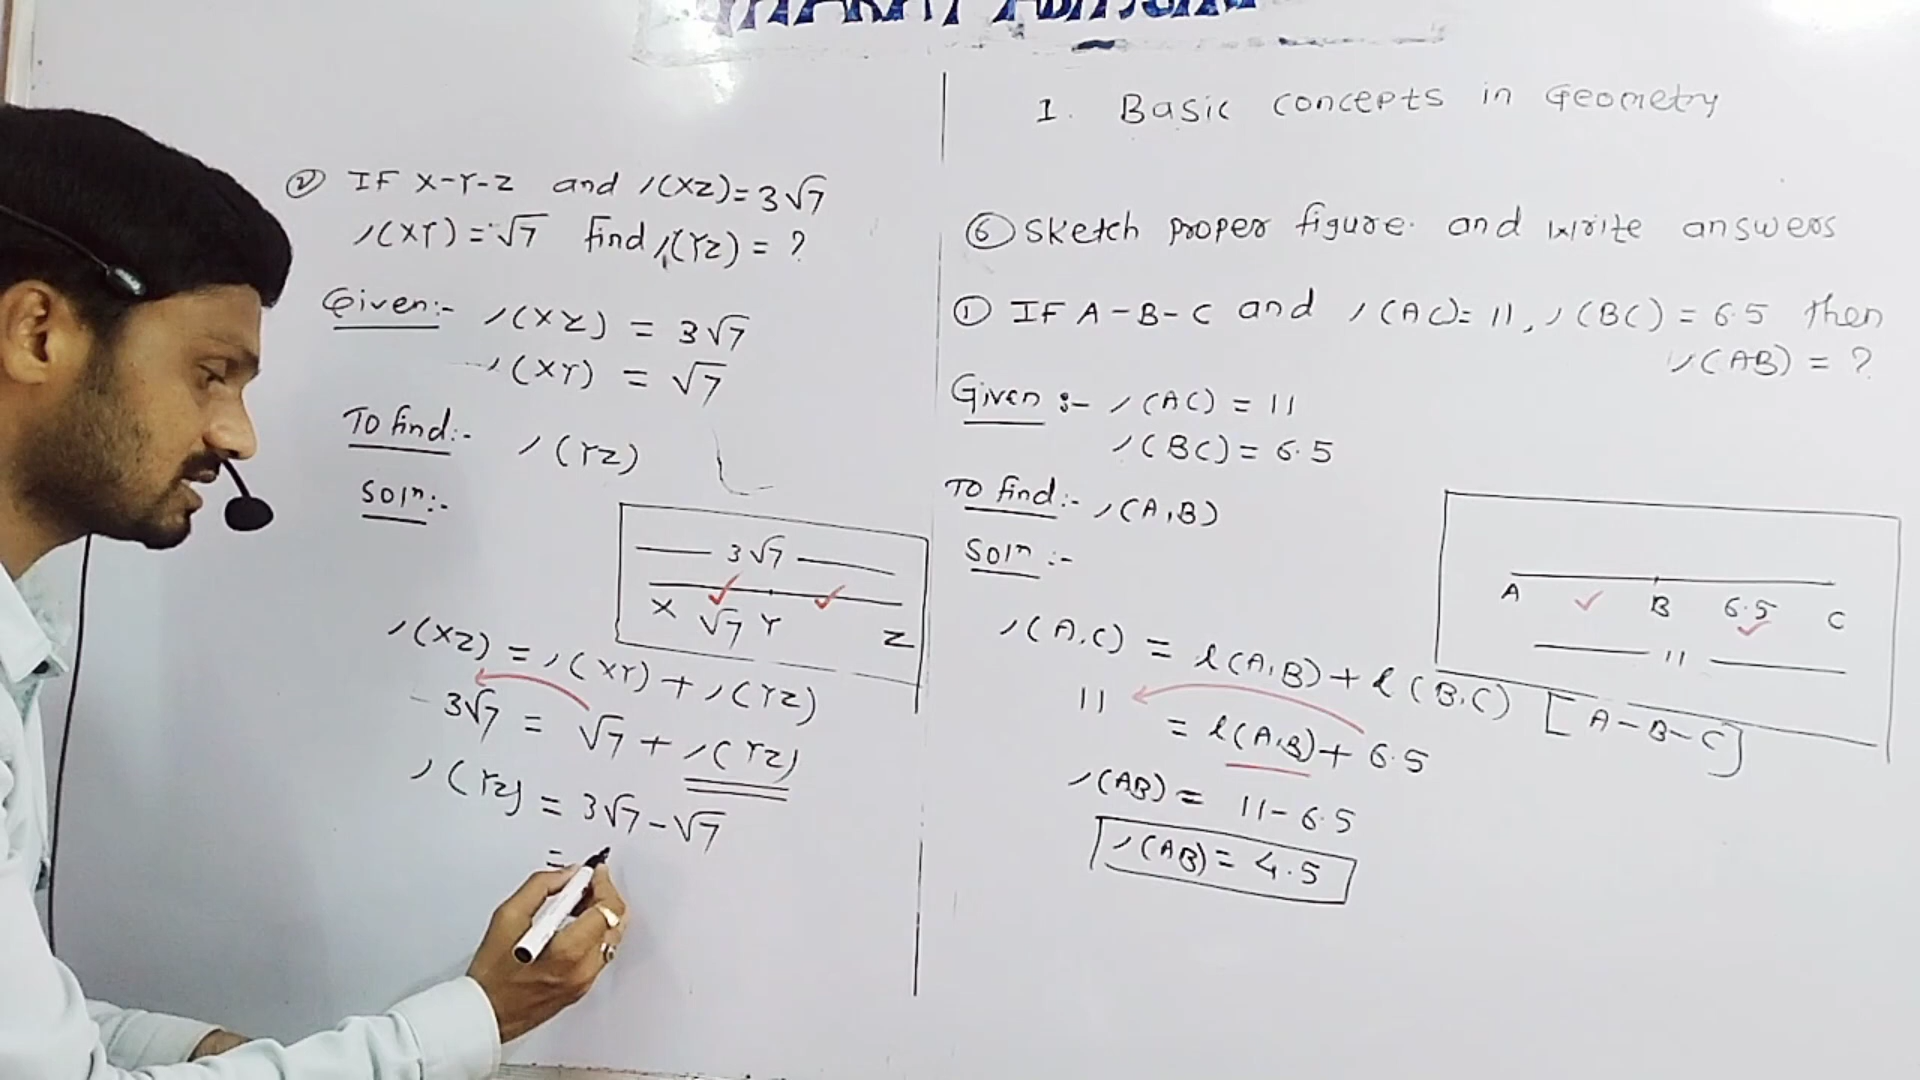 1. Basic concepts in Geometry
⑥ Sketch proper figure. and write answers
① IF A-B-C and l(AC)= 11, l(BC) = 6.5 then
l(AB) = ?
Given :- l(AC) = 11
l(BC) = 6.5
To find:- l(A,B)
Solⁿ :-
A B 6.5 C
11
l(A,C) = l(A,B) + l(B,C) [A-B-C]
11 = l(A,B) + 6.5
l(AB) = 11 - 6.5
l(AB) = 4.5
② IF X-Y-Z and l(XZ)= 3√7
l(XY) = √7 find l(YZ) = ?
Given:- l(XZ) = 3√7
l(XY) = √7
To find:- l(YZ)
Solⁿ:-
3√7
X √7 Y Z
l(XZ) = l(XY) + l(YZ)
3√7 = √7 + l(YZ)
l(YZ) = 3√7 - √7
=